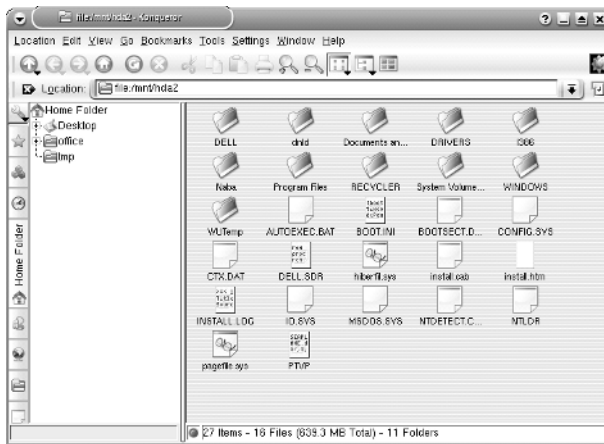 file:/mnt/hda2 - Konqueror
Location Edit View Go Bookmarks Tools Settings Window Help
Location: file:/mnt/hda2
Home Folder
Desktop
office
tmp
Home Folder
DELL dnld Documents an... DRIVERS I386
Naba Program Files RECYCLER System Volume... WINDOWS
WUTemp AUTOEXEC.BAT BOOT.INI BOOTSECT.D... CONFIG.SYS
CTX.DAT DELL.SDR hiberfil.sys install.cab install.htm
INSTALL.LOG IO.SYS MSDOS.SYS NTDETECT.C... NTLDR
pagefile.sys
27 Items - 16 Files (639.3 MB Total) - 11 Folders